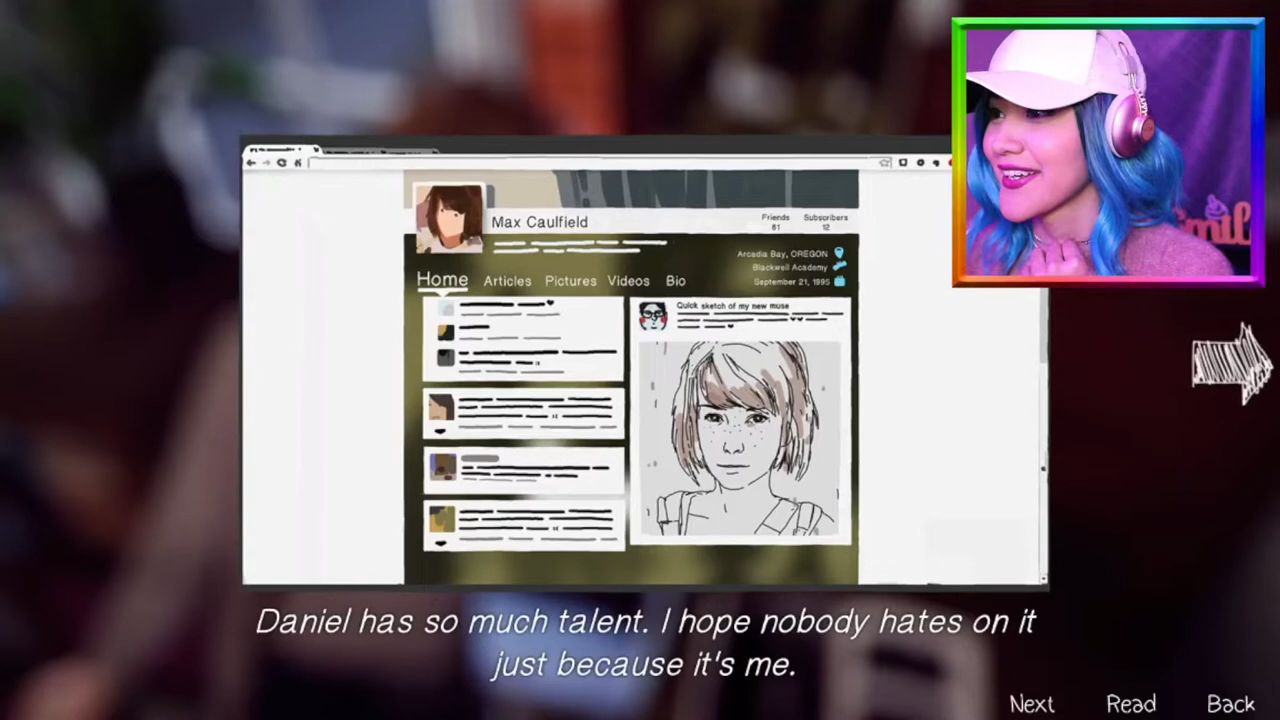 Max Caulfield
Friends
81
Subscribers
12
Arcadia Bay, OREGON
Blackwell Academy
September 21, 1995
Home Articles Pictures Videos Bio
Quick sketch of my new muse
Daniel has so much talent. I hope nobody hates on it
just because it's me.
Next Read Back